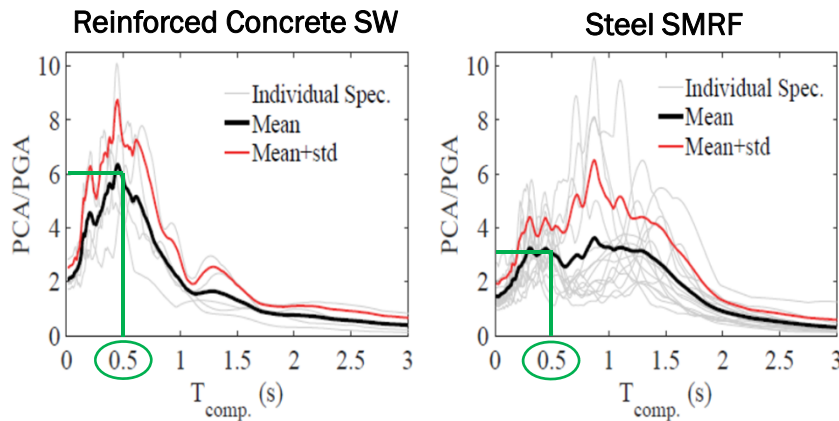 Reinforced Concrete SW
10
8
6
4
2
0
PCA/PGA
Individual Spec.
Mean
Mean+std
0 0.5 1 1.5 2 2.5 3
T comp. (s)
Steel SMRF
10
8
6
4
2
0
PCA/PGA
Individual Spec.
Mean
Mean+std
0 0.5 1 1.5 2 2.5 3
T comp. (s)